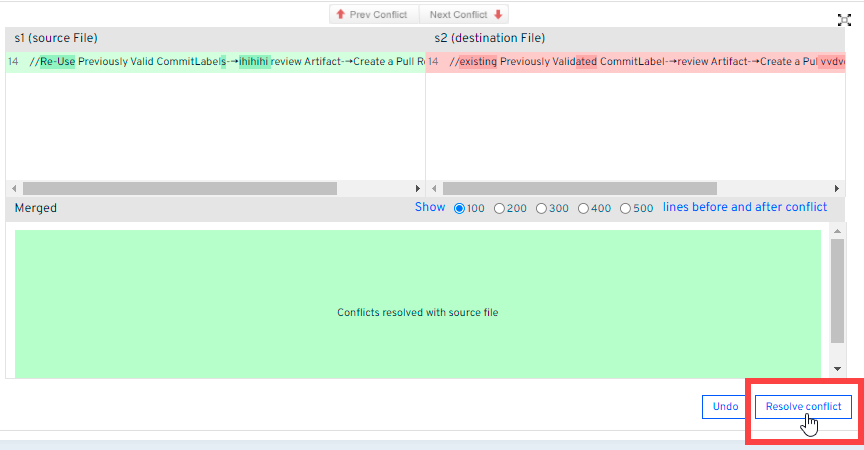 Prev Conflict Next Conflict
s1 (source File) s2 (destination File)
14 //Re-Use Previously Valid CommitLabels-→ihihihi review Artifact-→Create a Pull
14 //existing Previously Validated CommitLabel-→review Artifact-→Create a Pul
Merged Show 100 200 300 400 500 lines before and after conflict
Conflicts resolved with source file
Undo Resolve conflict